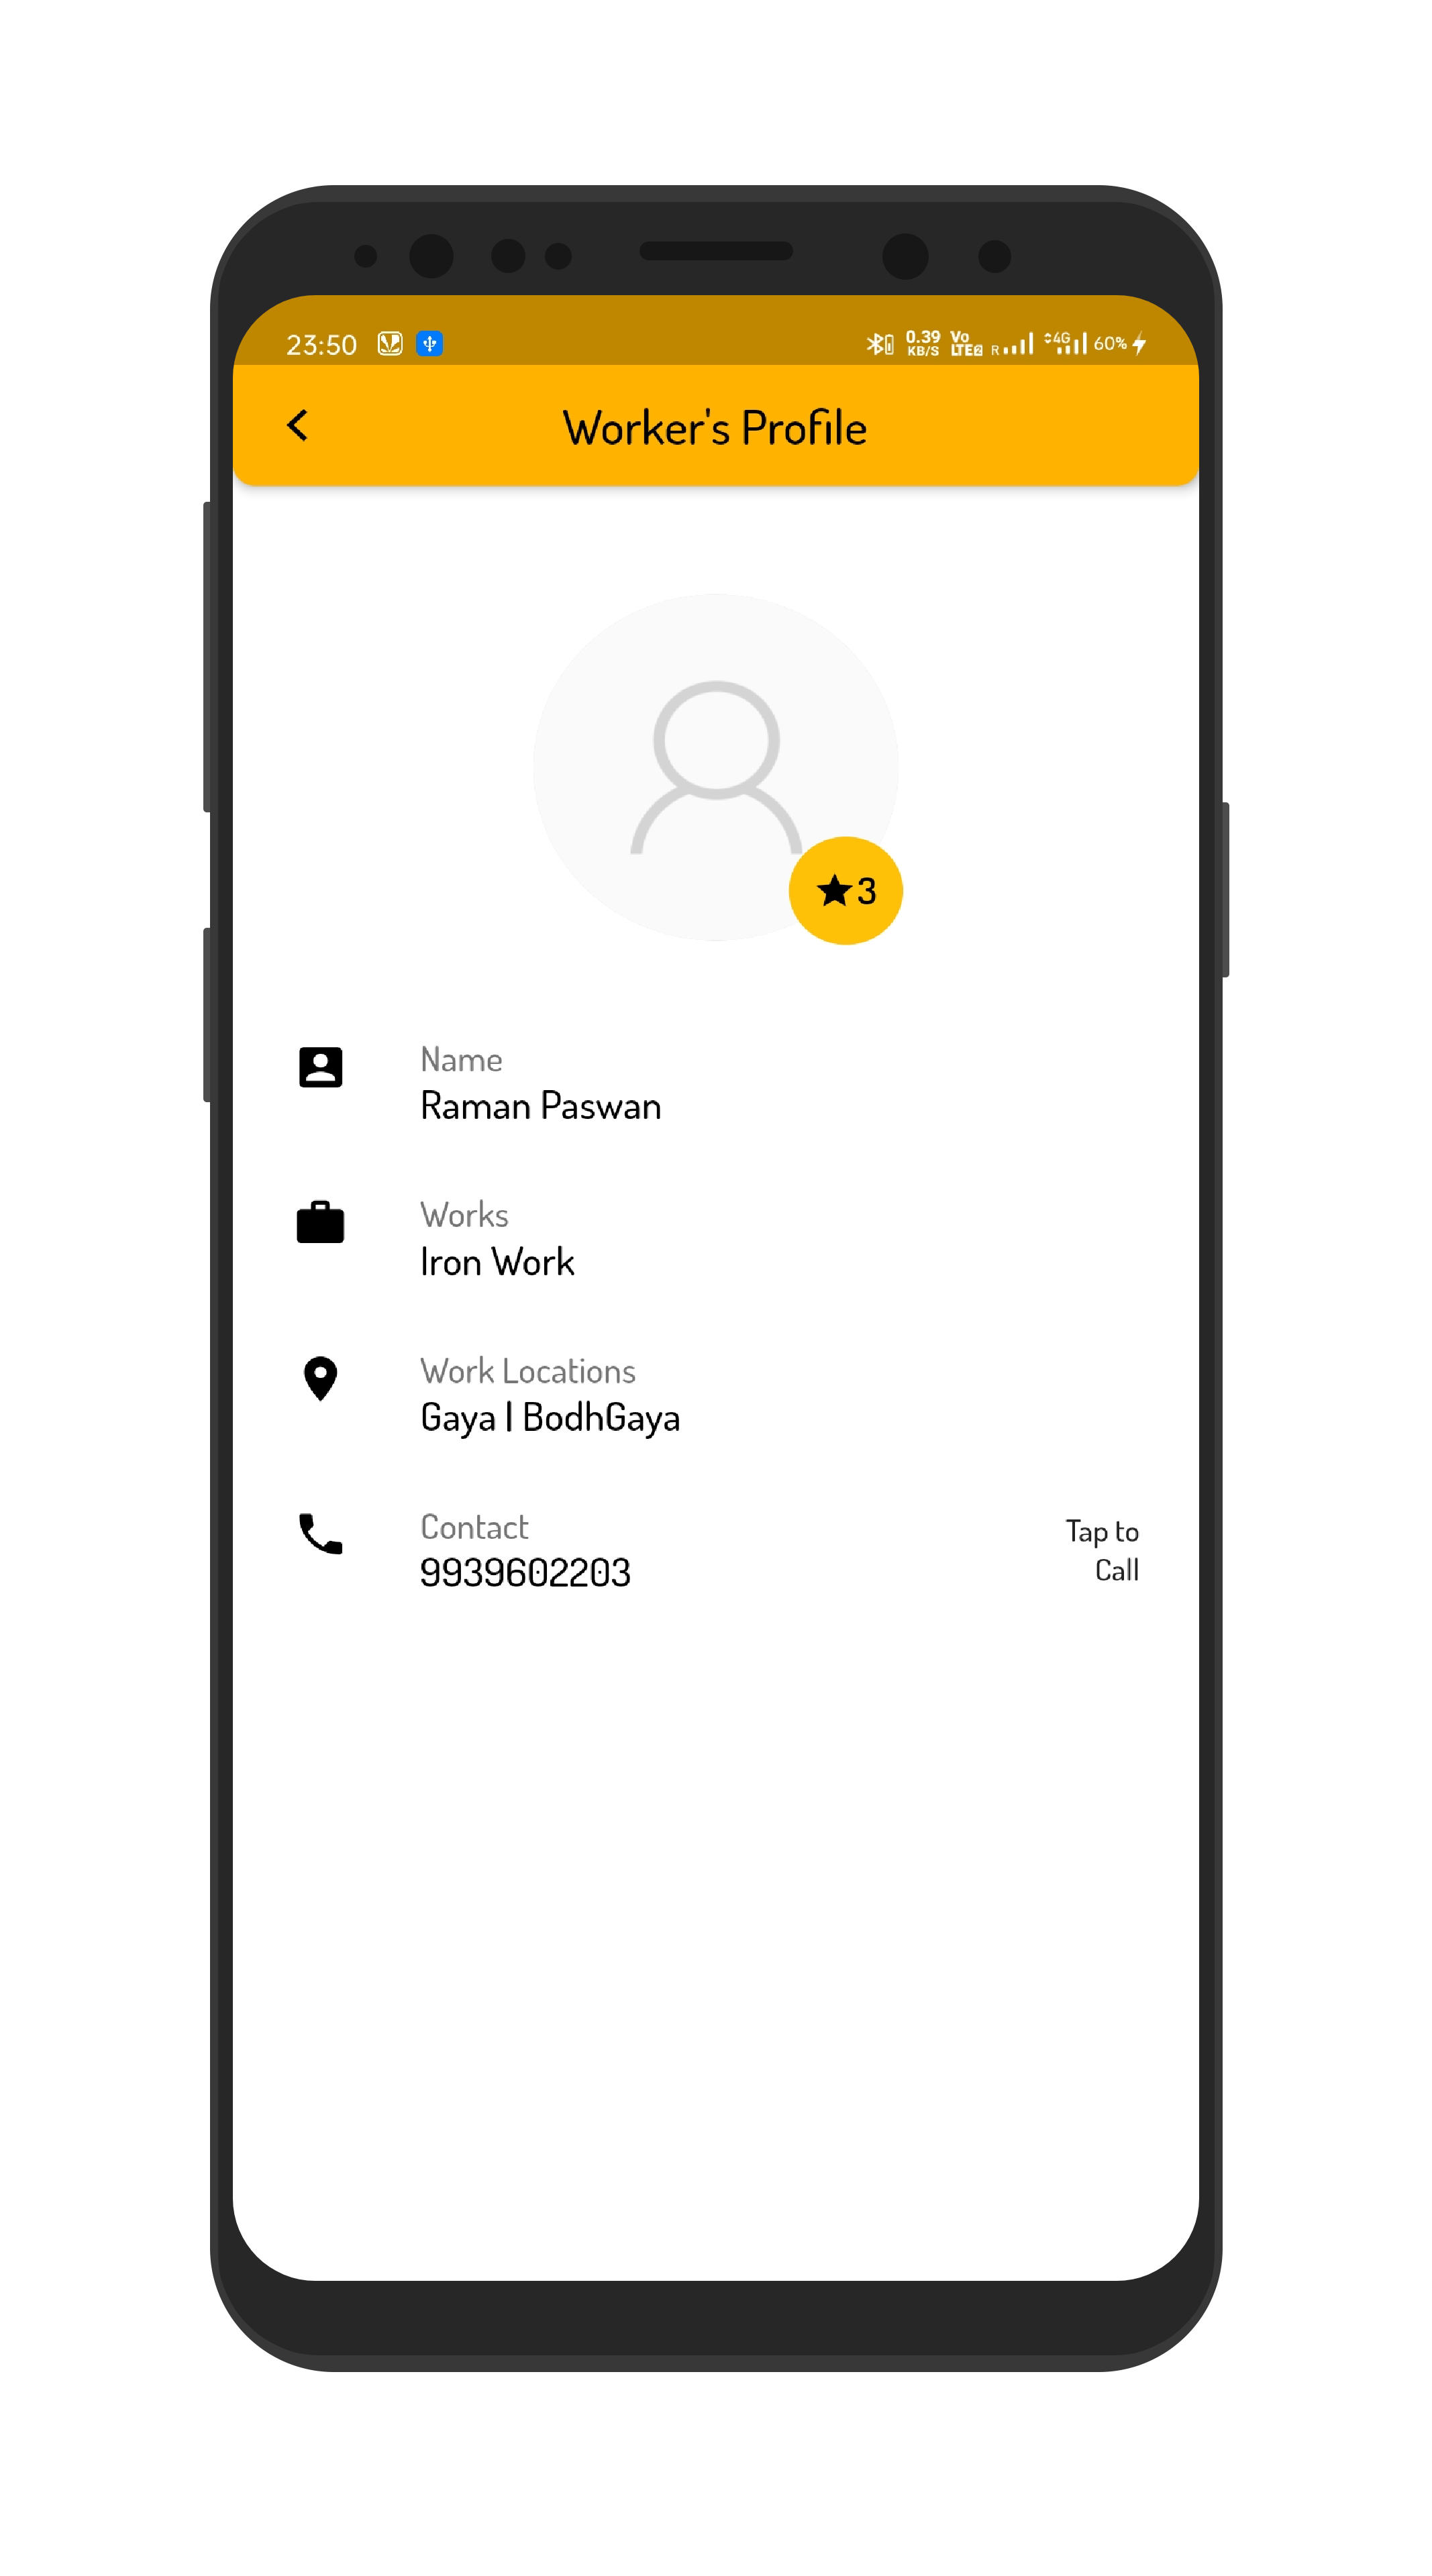 23:50 0.39 KB/S Vo LTE2 R 4G 60%
Worker's Profile
★3
Name
Raman Paswan
Works
Iron Work
Work Locations
Gaya | BodhGaya
Contact
9939602203
Tap to
Call